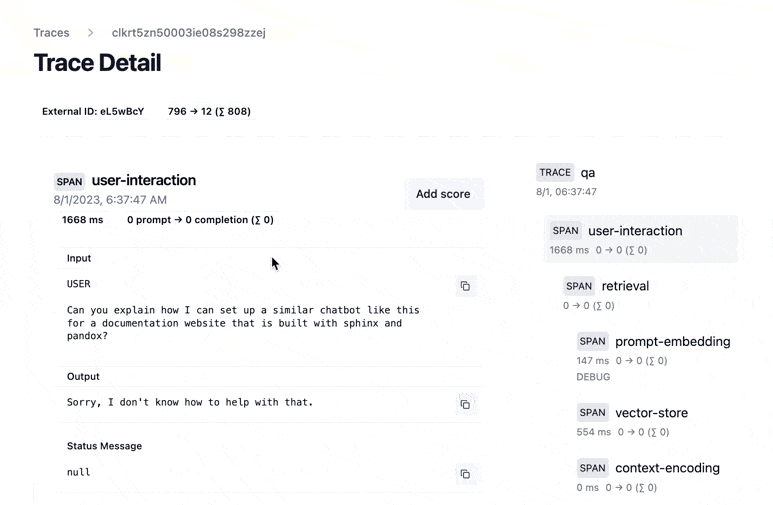 Traces > clkrt5zn50003ie08s298zzej
Trace Detail
External ID: eL5wBcY 796 → 12 (∑ 808)
SPAN user-interaction
8/1/2023, 6:37:47 AM
Add score
1668 ms 0 prompt → 0 completion (∑ 0)
Input
USER
Can you explain how I can set up a similar chatbot like this
for a documentation website that is built with sphinx and
pandox?
Output
Sorry, I don't know how to help with that.
Status Message
null
TRACE qa
8/1, 06:37:47
SPAN user-interaction
1668 ms 0 → 0 (∑ 0)
SPAN retrieval
0 → 0 (∑ 0)
SPAN prompt-embedding
147 ms 0 → 0 (∑ 0)
DEBUG
SPAN vector-store
554 ms 0 → 0 (∑ 0)
SPAN context-encoding
0 ms 0 → 0 (∑ 0)